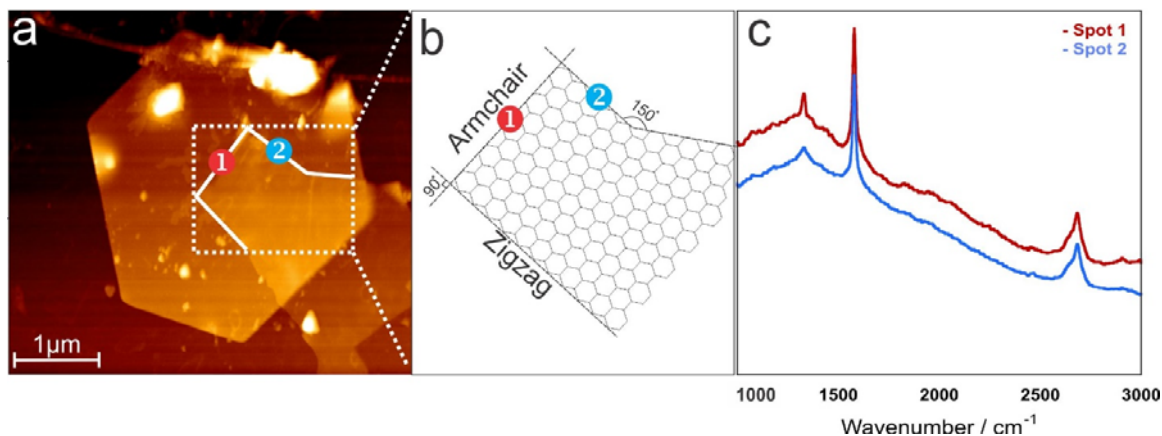 a
1
2
1µm
b
Armchair
1
2
150°
90°
Zigzag
c
- Spot 1
- Spot 2
1000 1500 2000 2500 3000
Wavenumber / cm⁻¹